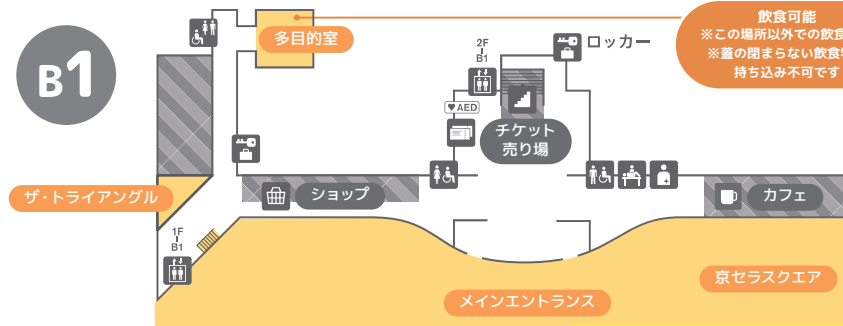 B1
多目的室
飲食可能
※この場所以外での飲食
※蓋の閉まらない飲食
持ち込み不可です
2F
B1
ロッカー
AED
チケット
売り場
ショップ
カフェ
ザ・トライアングル
1F
B1
京セラスクエア
メインエントランス